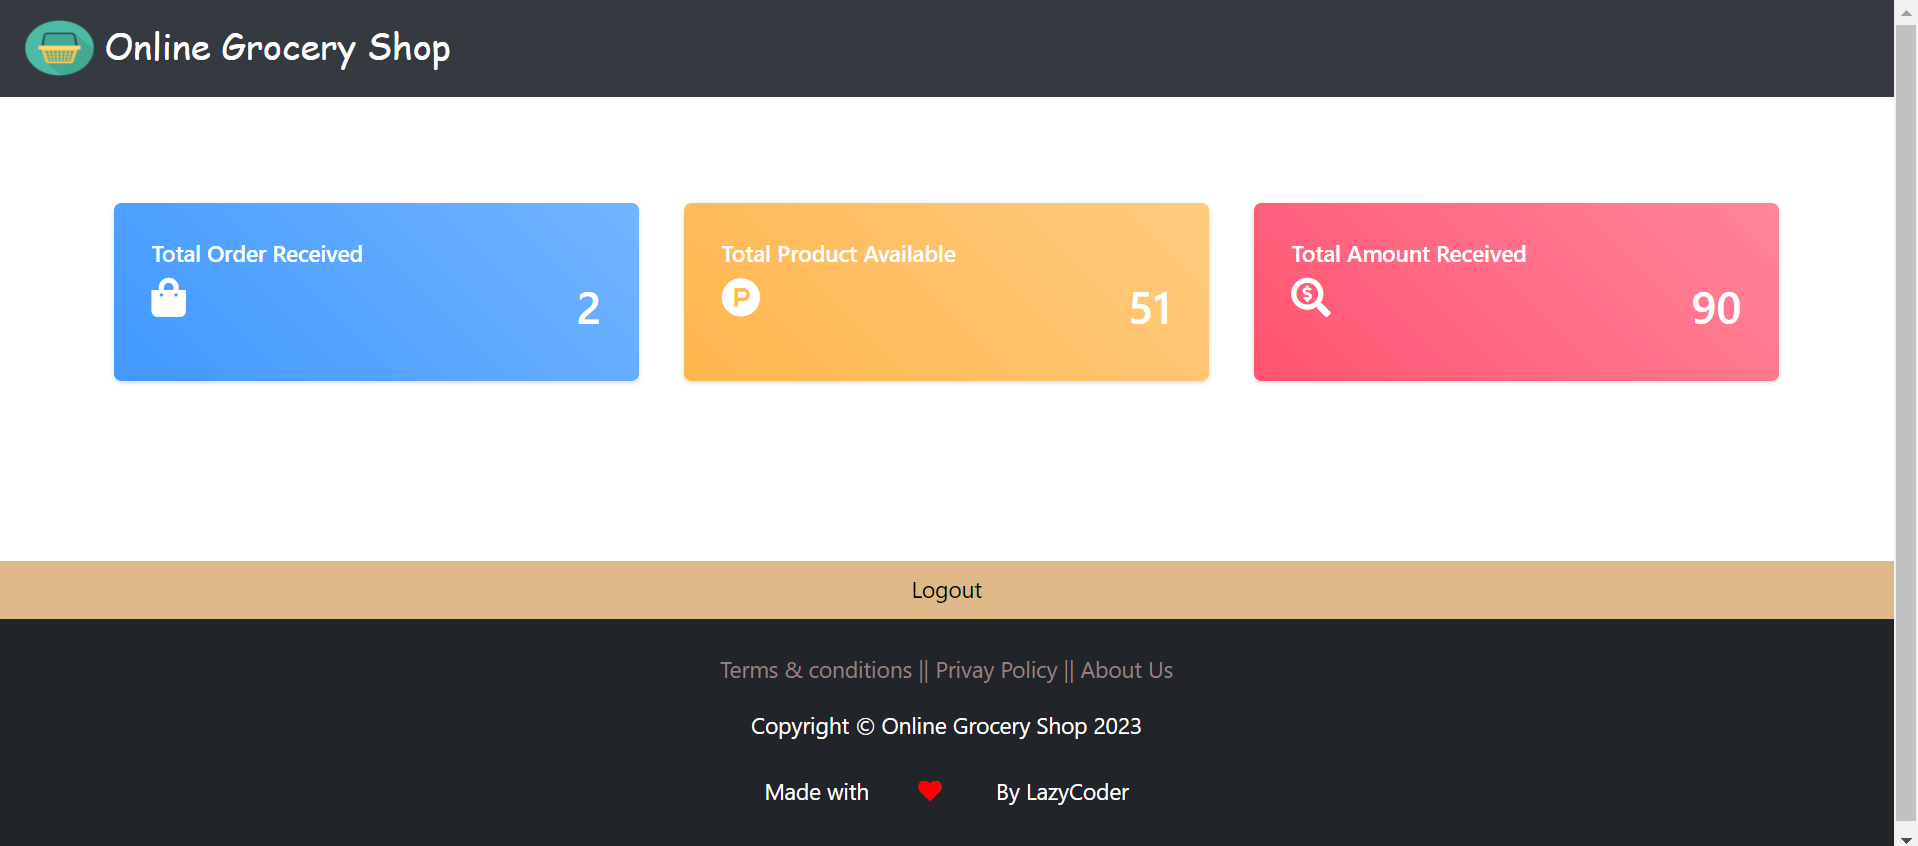 Online Grocery Shop
Total Order Received
2
Total Product Available
P
51
Total Amount Received
$
90
Logout
Terms & conditions || Privay Policy || About Us
Copyright © Online Grocery Shop 2023
Made with By LazyCoder